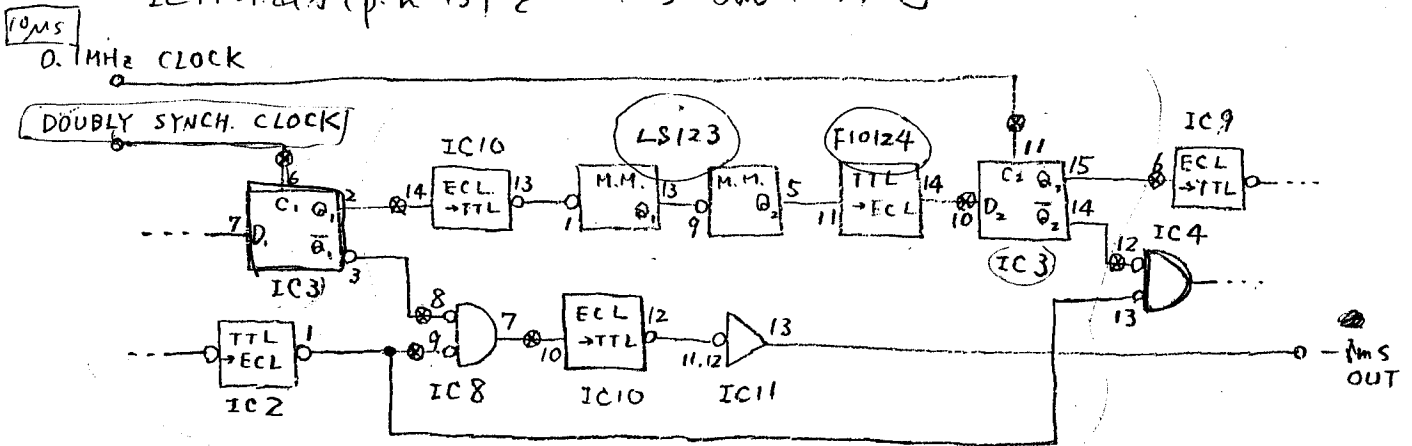 10μs
0.1MHz CLOCK
DOUBLY SYNCH. CLOCK
IC10
LS123
F10124
IC9
6
11
14
ECL
→TTL
13
1
M.M.
Q1
13
9
M.M.
Q2
5
11
TTL
→ECL
14
10
C2 Q2
D2 Q̅2
15
14
6
ECL
→TTL
7
D1
C1 Q1
Q̅1
2
3
IC3
IC3
12
13
IC4
TTL
→ECL
1
IC2
8
9
7
IC8
10
ECL
→TTL
12
IC10
11,12
13
IC11
OUT